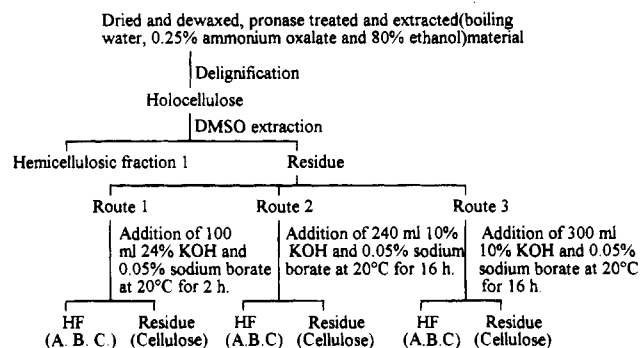 Dried and dewaxed, pronase treated and extracted(boiling
water, 0.25% ammonium oxalate and 80% ethanol)material
Delignification
Holocellulose
DMSO extraction
Hemicellulosic fraction 1
Residue
Route 1
Addition of 100
ml 24% KOH and
0.05% sodium borate
at 20°C for 2 h.
Route 2
Addition of 240 ml 10%
KOH and 0.05% sodium
borate at 20°C for 16 h.
Route 3
Addition of 300 ml
10% KOH and 0.05%
sodium borate at 20°C
for 16 h.
HF
(A. B. C.)
Residue
(Cellulose)
HF
(A.B.C)
Residue
(Cellulose)
HF
(A.B.C)
Residue
(Cellulose)